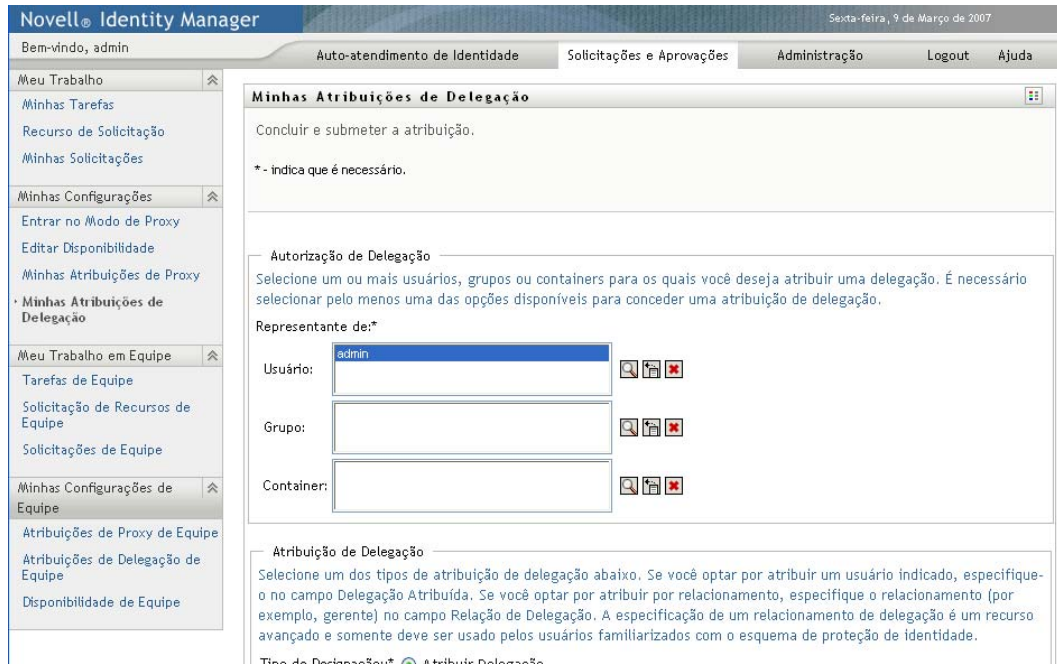 Novell® Identity Manager
Sexta-feira, 9 de Março de 2007
Bem-vindo, admin
Auto-atendimento de Identidade
Solicitações e Aprovações
Administração
Logout
Ajuda
Meu Trabalho
Minhas Tarefas
Recurso de Solicitação
Minhas Solicitações
Minhas Configurações
Entrar no Modo de Proxy
Editar Disponibilidade
Minhas Atribuições de Proxy
Minhas Atribuições de
Delegação
Meu Trabalho em Equipe
Tarefas de Equipe
Solicitação de Recursos de
Equipe
Solicitações de Equipe
Minhas Configurações de
Equipe
Atribuições de Proxy de Equipe
Atribuições de Delegação de
Equipe
Disponibilidade de Equipe
Minhas Atribuições de Delegação
Concluir e submeter a atribuição.
* - indica que é necessário.
Autorização de Delegação
Selecione um ou mais usuários, grupos ou containers para os quais você deseja atribuir uma delegação. É necessário
selecionar pelo menos uma das opções disponíveis para conceder uma atribuição de delegação.
Representante de:*
Usuário:
admin
Grupo:
Container:
Atribuição de Delegação
Selecione um dos tipos de atribuição de delegação abaixo. Se você optar por atribuir um usuário indicado, especifique-
o no campo Delegação Atribuída. Se você optar por atribuir por relacionamento, especifique o relacionamento (por
exemplo, gerente) no campo Relação de Delegação. A especificação de um relacionamento de delegação é um recurso
avançado e somente deve ser usado pelos usuários familiarizados com o esquema de proteção de identidade.
Atribuir Delegação